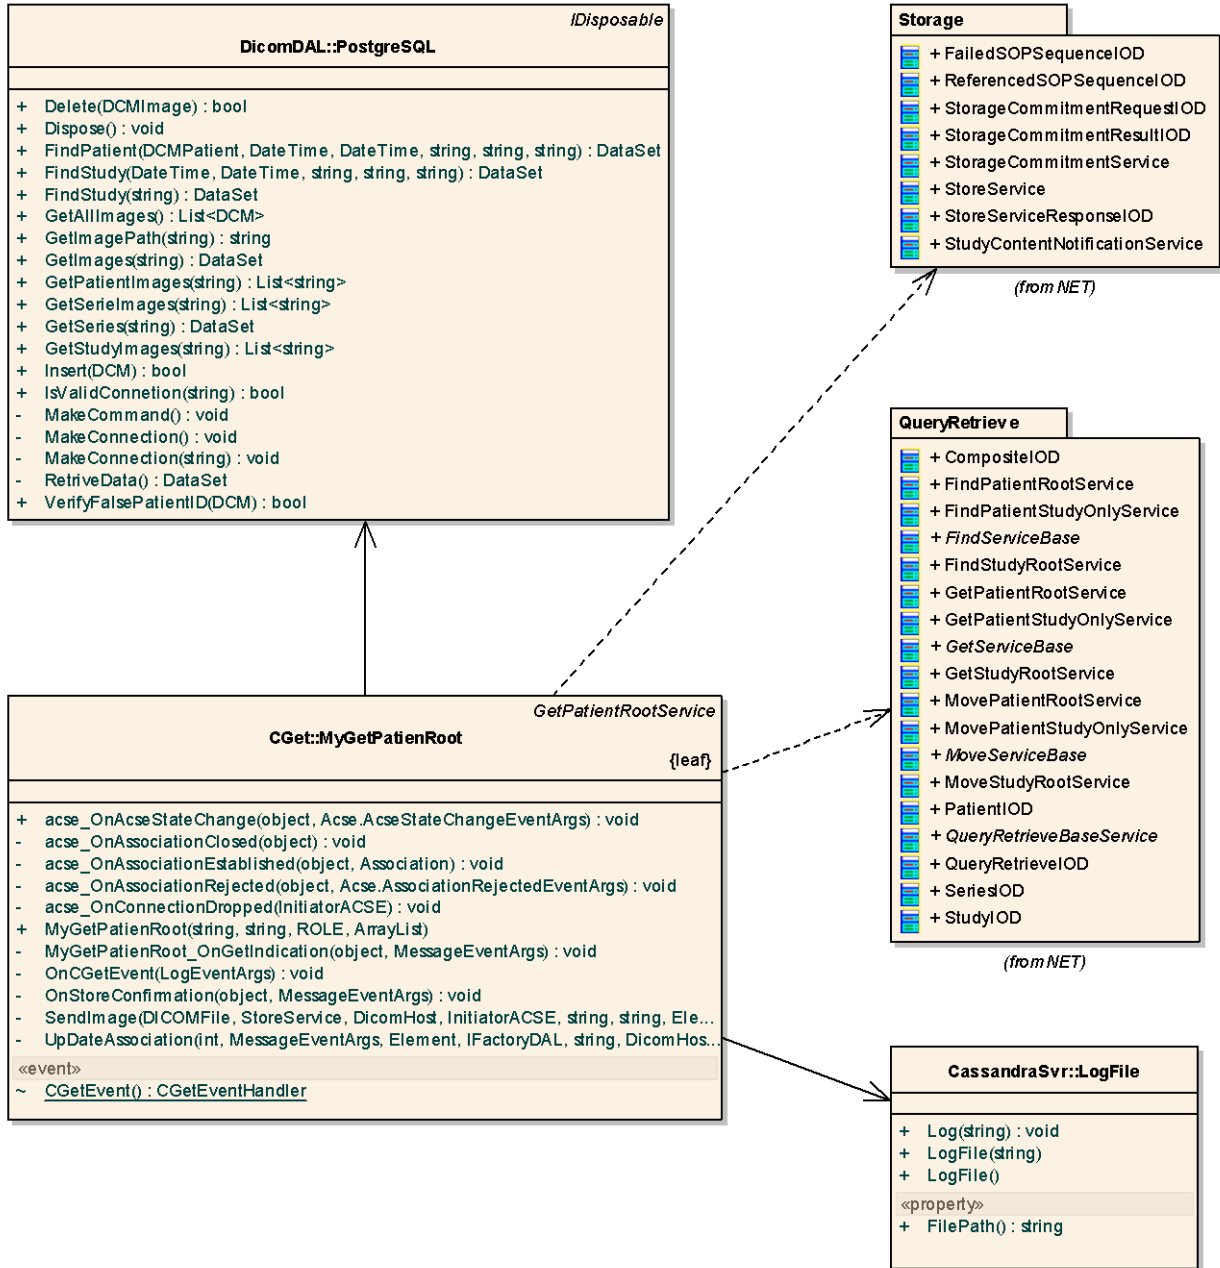 IDisposable
DicomDAL::PostgreSQL
+ Delete(DCMImage) : bool
+ Dispose() : void
+ FindPatient(DCMPatient, DateTime, DateTime, string, string, string) : DataSet
+ FindStudy(DateTime, DateTime, string, string, string) : DataSet
+ FindStudy(string) : DataSet
+ GetAllImages() : List<DCM>
+ GetImagePath(string) : string
+ GetImages(string) : DataSet
+ GetPatientImages(string) : List<string>
+ GetSerieImages(string) : List<string>
+ GetSeries(string) : DataSet
+ GetStudyImages(string) : List<string>
+ Insert(DCM) : bool
+ IsValidConnetion(string) : bool
- MakeCommand() : void
- MakeConnection() : void
- MakeConnection(string) : void
- RetriveData() : DataSet
+ VerifyFalsePatientID(DCM) : bool
Storage
+ FailedSOPSequenceIOD
+ ReferencedSOPSequenceIOD
+ StorageCommitmentRequestIOD
+ StorageCommitmentResultIOD
+ StorageCommitmentService
+ StoreService
+ StoreServiceResponseIOD
+ StudyContentNotificationService
(from NET)
QueryRetrieve
+ CompositeIOD
+ FindPatientRootService
+ FindPatientStudyOnlyService
+ FindServiceBase
+ FindStudyRootService
+ GetPatientRootService
+ GetPatientStudyOnlyService
+ GetServiceBase
+ GetStudyRootService
+ MovePatientRootService
+ MovePatientStudyOnlyService
+ MoveServiceBase
+ MoveStudyRootService
+ PatientIOD
+ QueryRetrieveBaseService
+ QueryRetrieveIOD
+ SeriesIOD
+ StudyIOD
(from NET)
GetPatientRootService
CGet::MyGetPatienRoot
{leaf}
+ acse_OnAcseStateChange(object, Acse.AcseStateChangeEventArgs) : void
- acse_OnAssociationClosed(object) : void
- acse_OnAssociationEstablished(object, Association) : void
- acse_OnAssociationRejected(object, Acse.AssociationRejectedEventArgs) : void
- acse_OnConnectionDropped(InitiatorACSE) : void
+ MyGetPatienRoot(string, string, ROLE, ArrayList)
- MyGetPatienRoot_OnGetIndication(object, MessageEventArgs) : void
- OnCGetEvent(LogEventArgs) : void
- OnStoreConfirmation(object, MessageEventArgs) : void
- SendImage(DICOMFile, StoreService, DicomHost, InitiatorACSE, string, string, Ele...
- UpDateAssociation(int, MessageEventArgs, Element, IFactoryDAL, string, DicomHos...
«event»
~ CGetEvent() : CGetEventHandler
CassandraSvr::LogFile
+ Log(string) : void
+ LogFile(string)
+ LogFile()
«property»
+ FilePath() : string